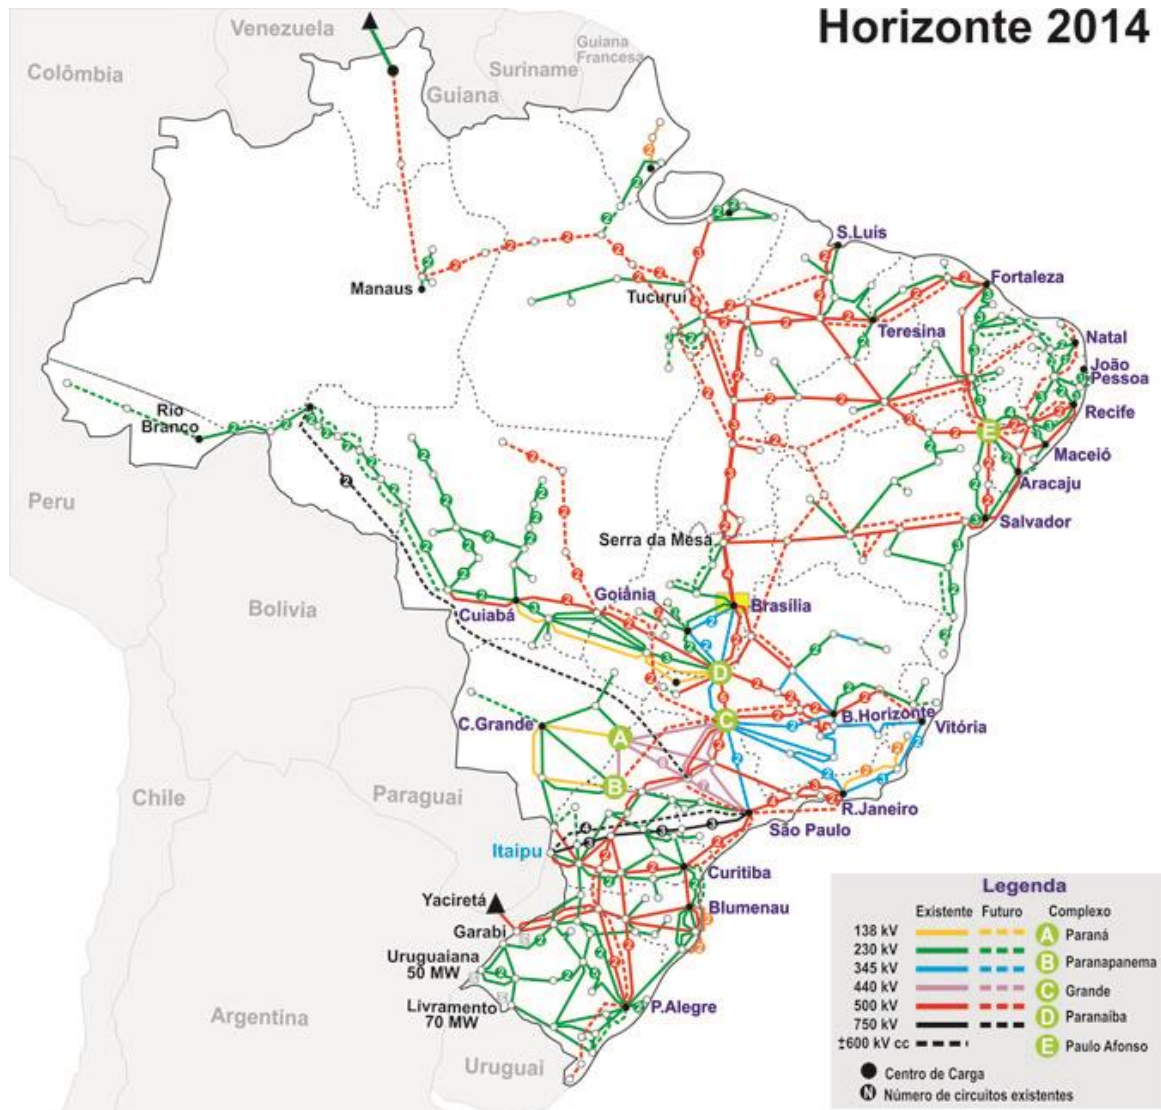 Horizonte 2014
Venezuela
Guiana
Francesa
Suriname
Colômbia
Guiana
S.Luis
Manaus
Tucuruí
Fortaleza
Teresina
Natal
João
Pessoa
Rio
Branco
Recife
E
Maceió
Aracaju
Peru
Salvador
Serra da Mesa
Bolivia
Goiânia
Brasília
Cuiabá
D
C.Grande
A
C
B.Horizonte
Vitória
B
Chile
Paraguai
R.Janeiro
São Paulo
Itaipu
Curitiba
Yaciretá
Blumenau
Garabi
Uruguaiana
50 MW
Livramento
70 MW
P.Alegre
Argentina
Uruguai
Legenda
Existente Futuro Complexo
138 kV A Paraná
230 kV
345 kV B Paranapanema
440 kV C Grande
500 kV D Paranaíba
750 kV
±600 kV cc E Paulo Afonso
Centro de Carga
N Número de circuitos existentes